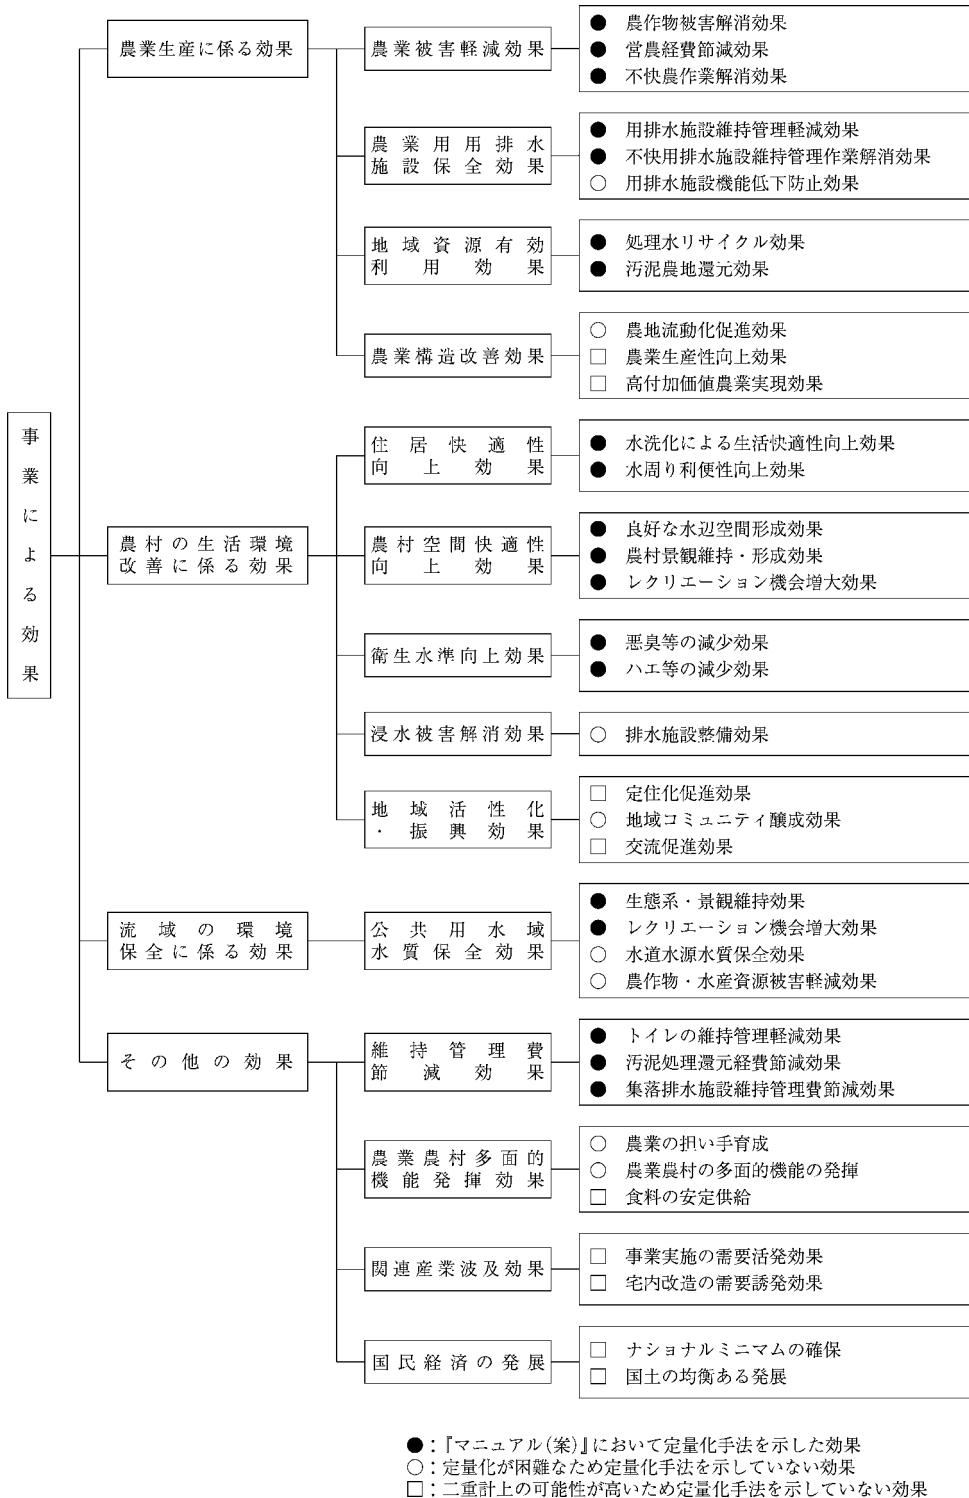 事業による効果
農業生産に係る効果
農業被害軽減効果
● 農作物被害解消効果
● 営農経費節減効果
● 不快農作業解消効果
農業用用排水
施設保全効果
● 用排水施設維持管理軽減効果
● 不快用排水施設維持管理作業解消効果
○ 用排水施設機能低下防止効果
地域資源有効
利用効果
● 処理水リサイクル効果
● 汚泥農地還元効果
農業構造改善効果
○ 農地流動化促進効果
□ 農業生産性向上効果
□ 高付加価値農業実現効果
農村の生活環境
改善に係る効果
住居快適性
向上効果
● 水洗化による生活快適性向上効果
● 水周り利便性向上効果
農村空間快適性
向上効果
● 良好な水辺空間形成効果
● 農村景観維持・形成効果
● レクリエーション機会増大効果
衛生水準向上効果
● 悪臭等の減少効果
● ハエ等の減少効果
浸水被害解消効果
○ 排水施設整備効果
地域活性化
・振興効果
□ 定住化促進効果
○ 地域コミュニティ醸成効果
□ 交流促進効果
流域の環境
保全に係る効果
公共用水域
水質保全効果
● 生態系・景観維持効果
● レクリエーション機会増大効果
○ 水道水源水質保全効果
○ 農作物・水産資源被害軽減効果
その他の効果
維持管理費
節減効果
● トイレの維持管理軽減効果
● 汚泥処理還元経費節減効果
● 集落排水施設維持管理費節減効果
農業農村多面的
機能発揮効果
○ 農業の担い手育成
○ 農業農村の多面的機能の発揮
□ 食料の安定供給
関連産業波及効果
□ 事業実施の需要活発効果
□ 宅内改造の需要誘発効果
国民経済の発展
□ ナショナルミニマムの確保
□ 国土の均衡ある発展
●：『マニュアル(案)』において定量化手法を示した効果
○：定量化が困難なため定量化手法を示していない効果
□：二重計上の可能性が高いため定量化手法を示していない効果